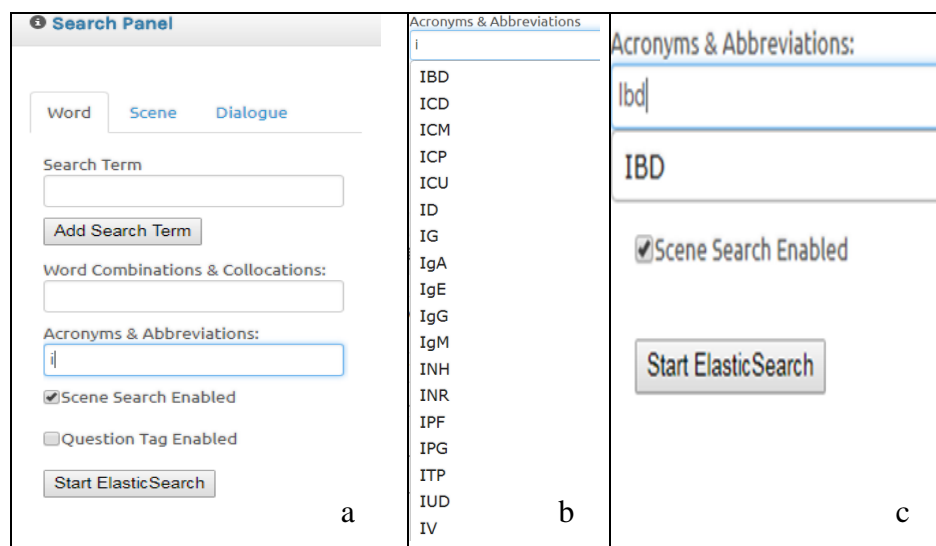 Search Panel
Word Scene Dialogue
Search Term
Add Search Term
Word Combinations & Collocations:
Acronyms & Abbreviations:
i
Scene Search Enabled
Question Tag Enabled
Start ElasticSearch
a
Acronyms & Abbreviations
i
IBD
ICD
ICM
ICP
ICU
ID
IG
IgA
IgE
IgG
IgM
INH
INR
IPF
IPG
ITP
IUD
IV
b
Acronyms & Abbreviations:
Ibd
IBD
Scene Search Enabled
Start ElasticSearch
c